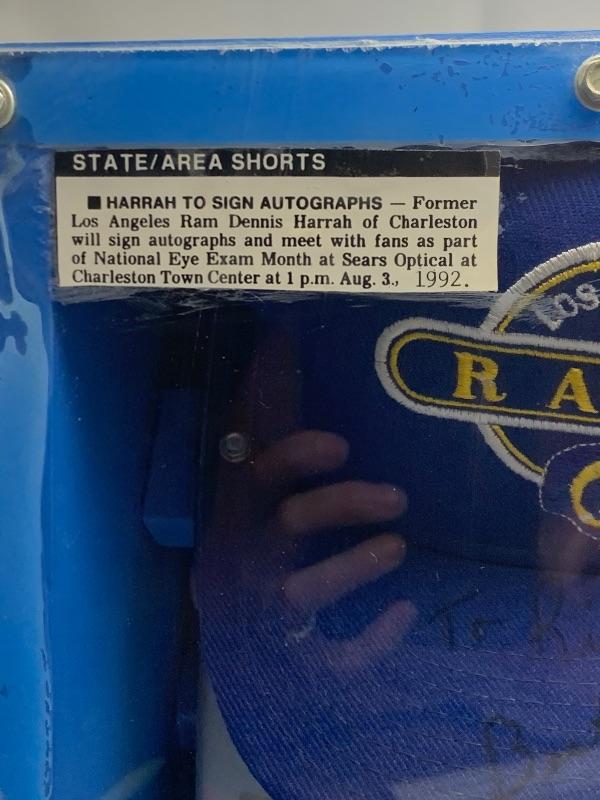 STATE/AREA SHORTS
■ HARRAH TO SIGN AUTOGRAPHS — Former
Los Angeles Ram Dennis Harrah of Charleston
will sign autographs and meet with fans as part
of National Eye Exam Month at Sears Optical at
Charleston Town Center at 1 p.m. Aug. 3., 1992.
RA
To